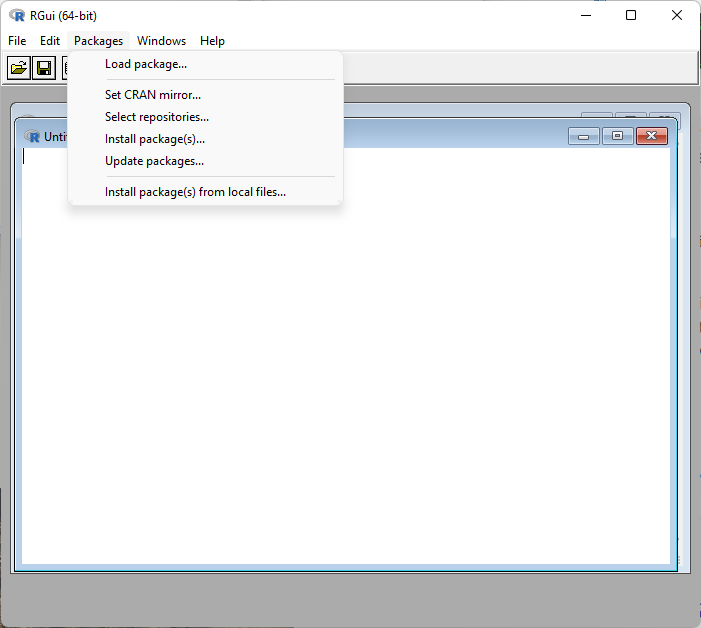 RGui (64-bit)
File Edit Packages Windows Help
Load package...
Set CRAN mirror...
Select repositories...
Install package(s)...
Update packages...
Install package(s) from local files...